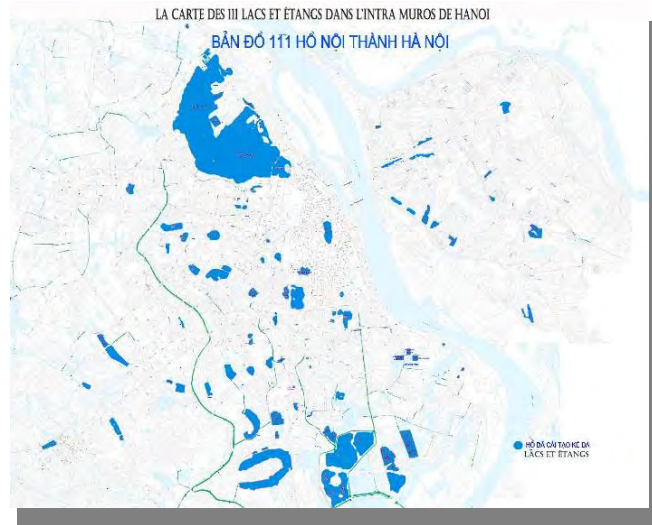 LA CARTE DES III LACS ET ÉTANGS DANS L'INTRA MUROS DE HANOI
BẢN ĐỒ 111 HỒ NỘI THÀNH HÀ NỘI
HỒ ĐÃ CẢI TẠO KÈ ĐÁ
LACS ET ÉTANGS